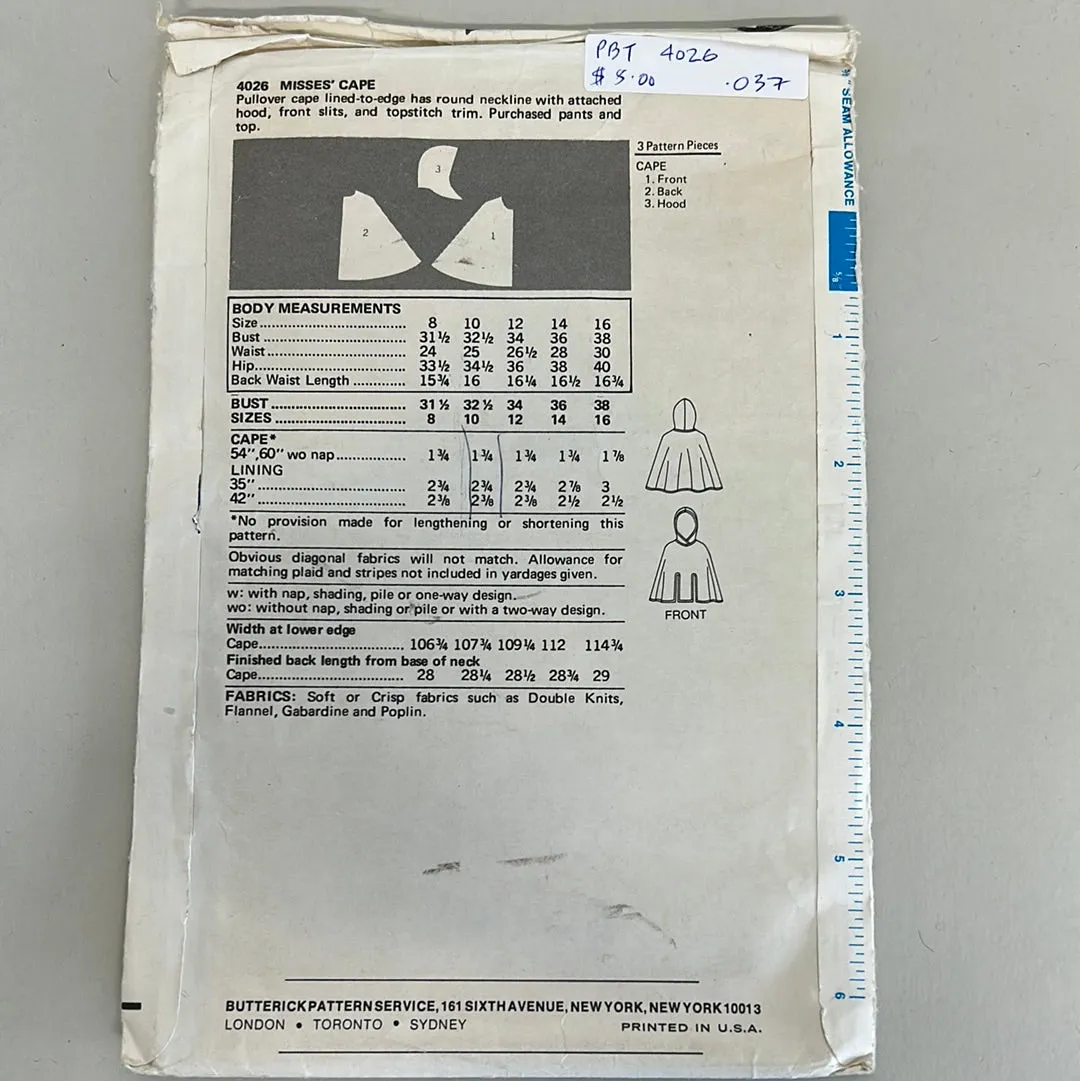 PBT 4026
$ 5.00 .037
4026 MISSES' CAPE
Pullover cape lined-to-edge has round neckline with attached
hood, front slits, and topstitch trim. Purchased pants and
top.
3 Pattern Pieces
CAPE
1. Front
2. Back
3. Hood
3
2
1
BODY MEASUREMENTS
Size 8 10 12 14 16
Bust 31½ 32½ 34 36 38
Waist 24 25 26½ 28 30
Hip 33½ 34½ 36 38 40
Back Waist Length 15¾ 16 16¼ 16½ 16¾
BUST 31 ½ 32 ½ 34 36 38
SIZES 8 10 12 14 16
CAPE*
54",60" wo nap 1¾ 1¾ 1¾ 1¾ 1⅞
LINING
35" 2¾ 2¾ 2¾ 2⅞ 3
42" 2⅜ 2⅜ 2⅜ 2½ 2½
*No provision made for lengthening or shortening this
pattern.
Obvious diagonal fabrics will not match. Allowance for
matching plaid and stripes not included in yardages given.
w: with nap, shading, pile or one-way design.
wo: without nap, shading or pile or with a two-way design.
Width at lower edge
Cape 106¾ 107¾ 109¼ 112 114¾
Finished back length from base of neck
Cape 28 28¼ 28½ 28¾ 29
FABRICS: Soft or Crisp fabrics such as Double Knits,
Flannel, Gabardine and Poplin.
FRONT
BUTTERICK PATTERN SERVICE, 161 SIXTH AVENUE, NEW YORK, NEW YORK 10013
LONDON • TORONTO • SYDNEY PRINTED IN U.S.A.
" SEAM ALLOWANCE
5/8
1
2
3
4
5
6